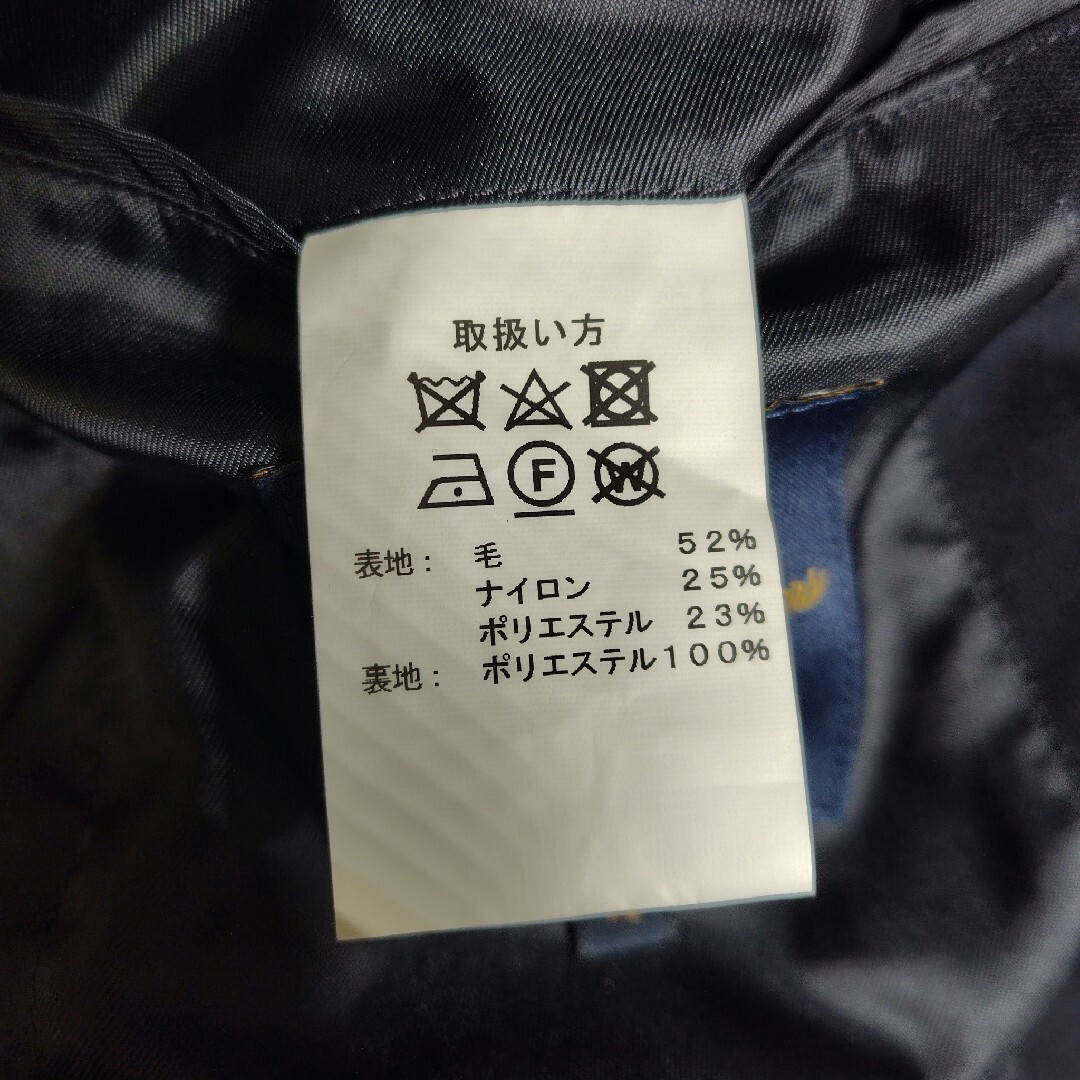 取扱い方
F W
表地： 毛 52%
ナイロン 25%
ポリエステル 23%
裏地： ポリエステル100%